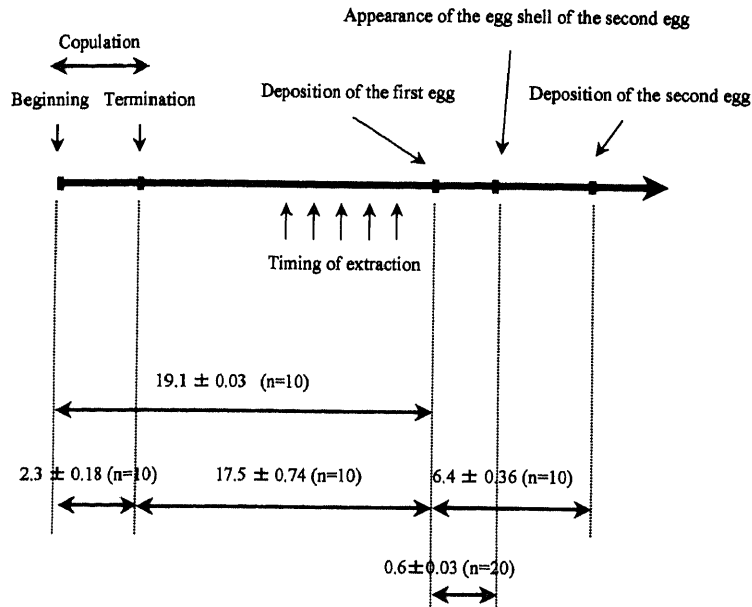 Appearance of the egg shell of the second egg
Copulation
Beginning Termination
Deposition of the first egg
Deposition of the second egg
Timing of extraction
19.1 ± 0.03 (n=10)
2.3 ± 0.18 (n=10)
17.5 ± 0.74 (n=10)
6.4 ± 0.36 (n=10)
0.6±0.03 (n=20)